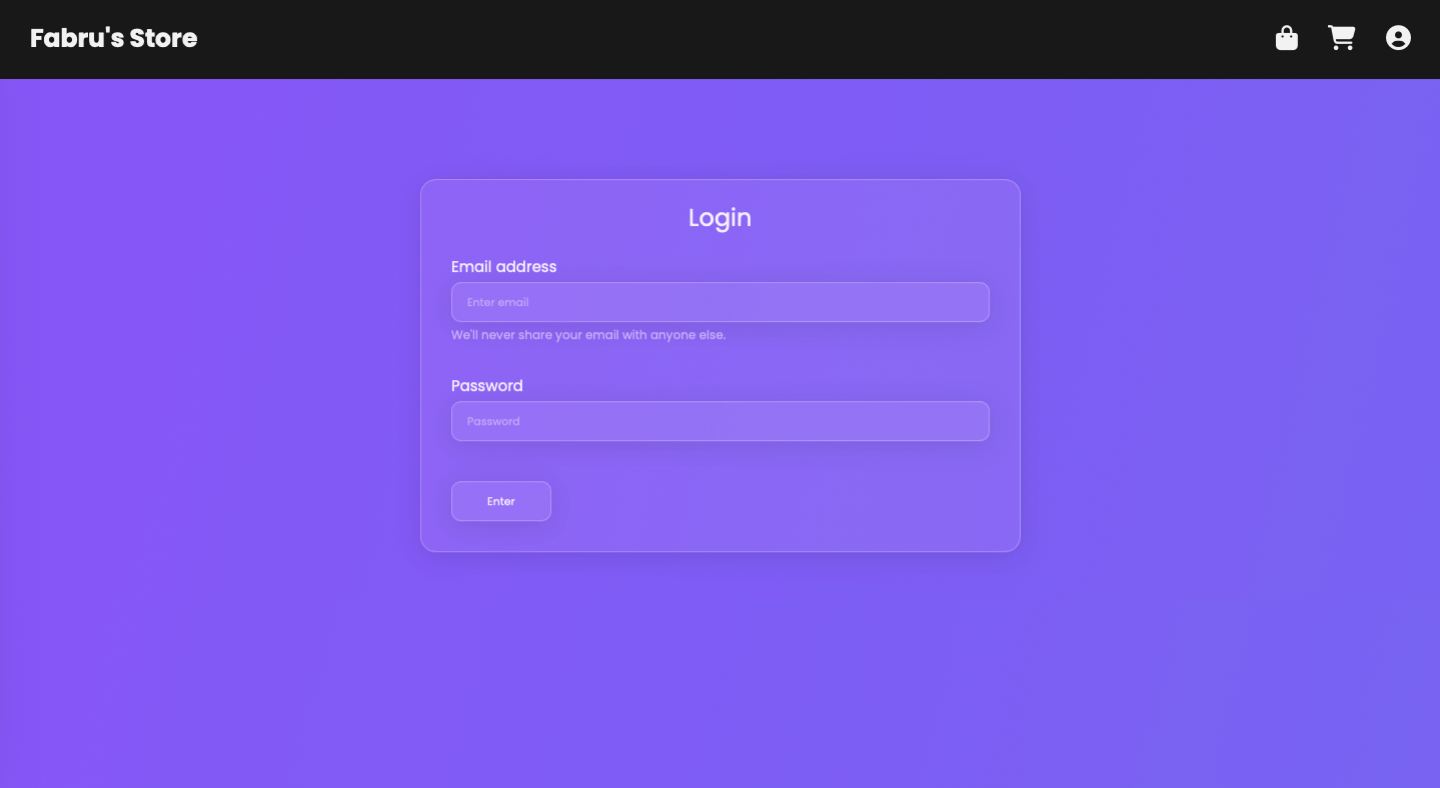 Fabru's Store
Login
Email address
Enter email
We'll never share your email with anyone else.
Password
Password
Enter